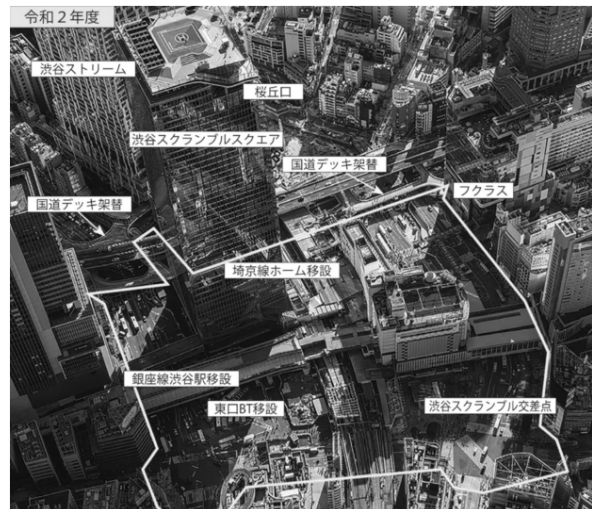 令和２年度
渋谷ストリーム
桜丘口
渋谷スクランブルスクエア
国道デッキ架替
フクラス
国道デッキ架替
埼京線ホーム移設
銀座線渋谷駅移設
東口BT移設
渋谷スクランブル交差点